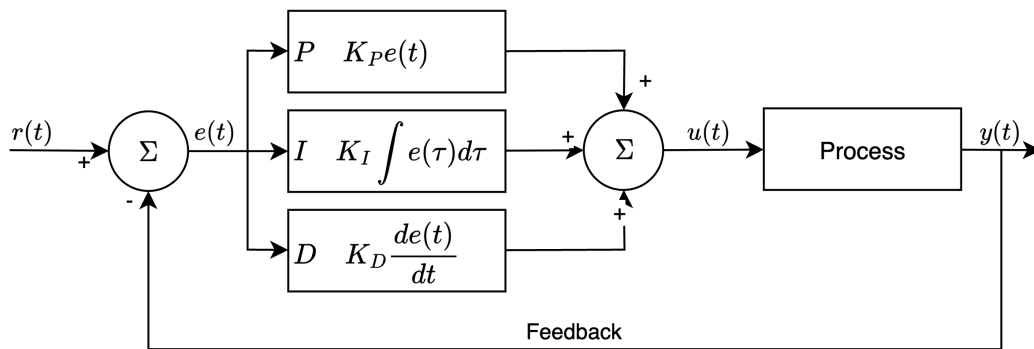 P K_P e(t)
+
r(t) + Σ e(t) I K_I ∫ e(τ)dτ + Σ u(t) Process y(t)
-
+
D K_D de(t)/dt
Feedback